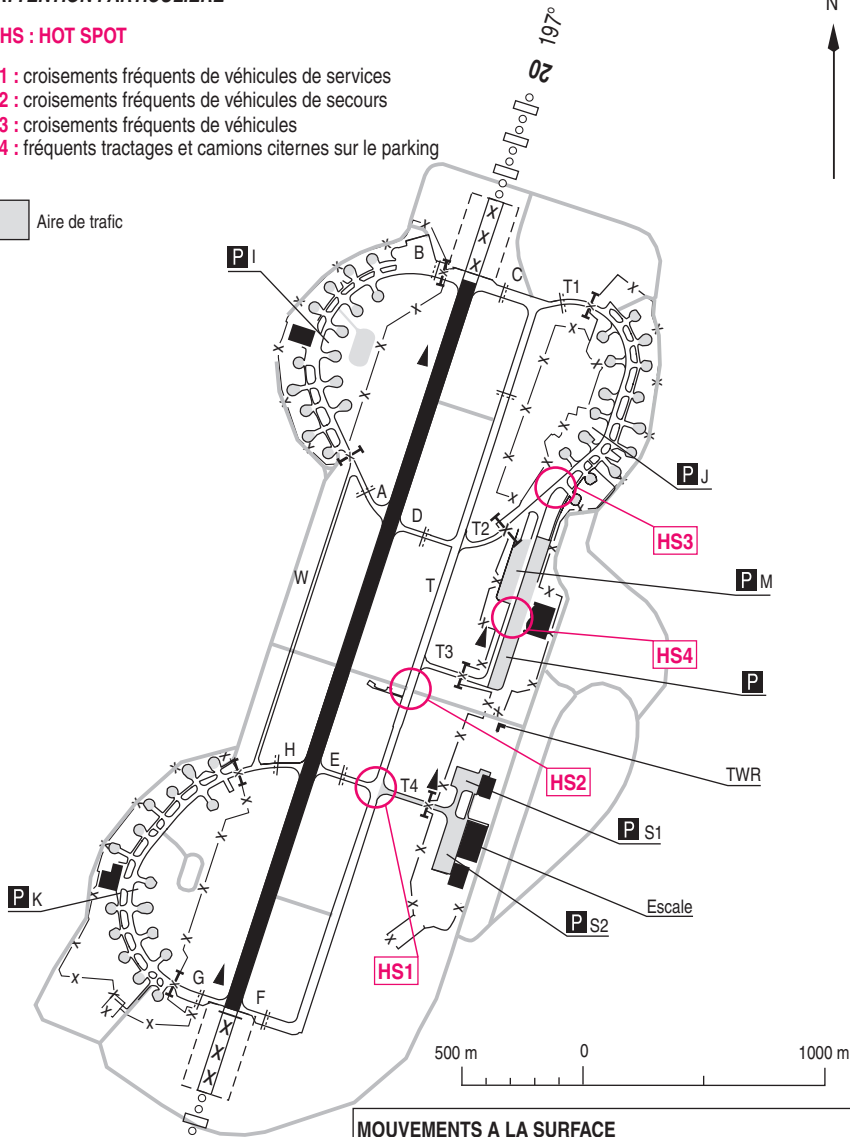 HS : HOT SPOT
1 : croisements fréquents de véhicules de services
2 : croisements fréquents de véhicules de secours
3 : croisements fréquents de véhicules
4 : fréquents tractages et camions citernes sur le parking
Aire de trafic
N
197°
20
P I
B
C
T1
P J
A
D
T2
HS3
W
T
P M
T3
HS4
P
H
E
T4
HS2
TWR
P S1
P K
Escale
P S2
HS1
G
F
500 m
0
1000 m
MOUVEMENTS A LA SURFACE